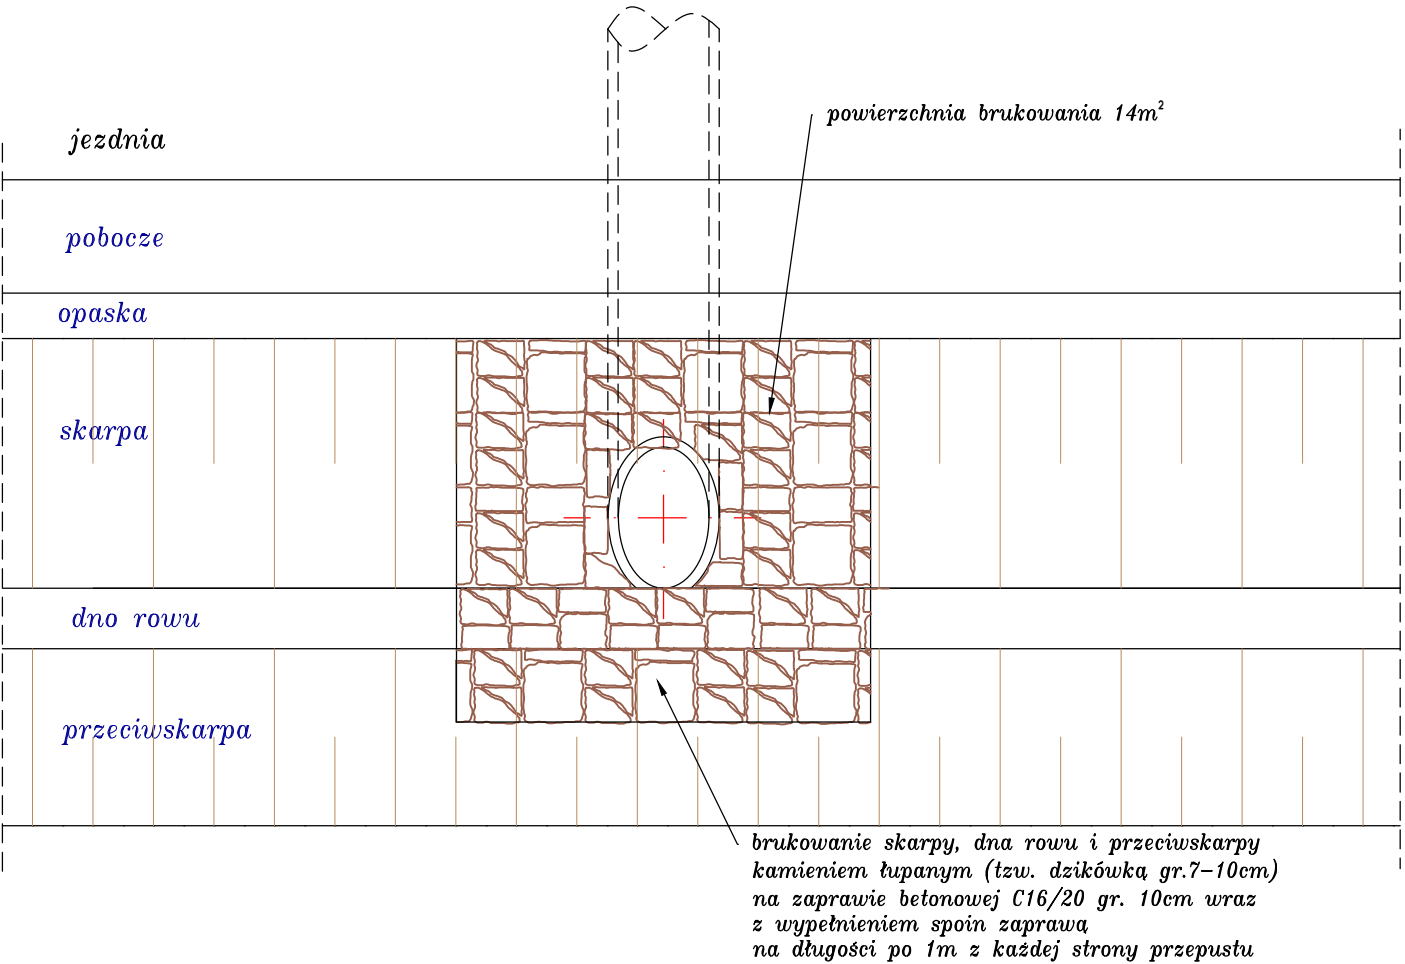 jezdnia
powierzchnia brukowania 14m²
pobocze
opaska
skarpa
dno rowu
przeciwskarpa
brukowanie skarpy, dna rowu i przeciwskarpy
kamieniem łupanym (tzw. dzikówką gr.7-10cm)
na zaprawie betonowej C16/20 gr. 10cm wraz
z wypełnieniem spoin zaprawą
na długości po 1m z każdej strony przepustu